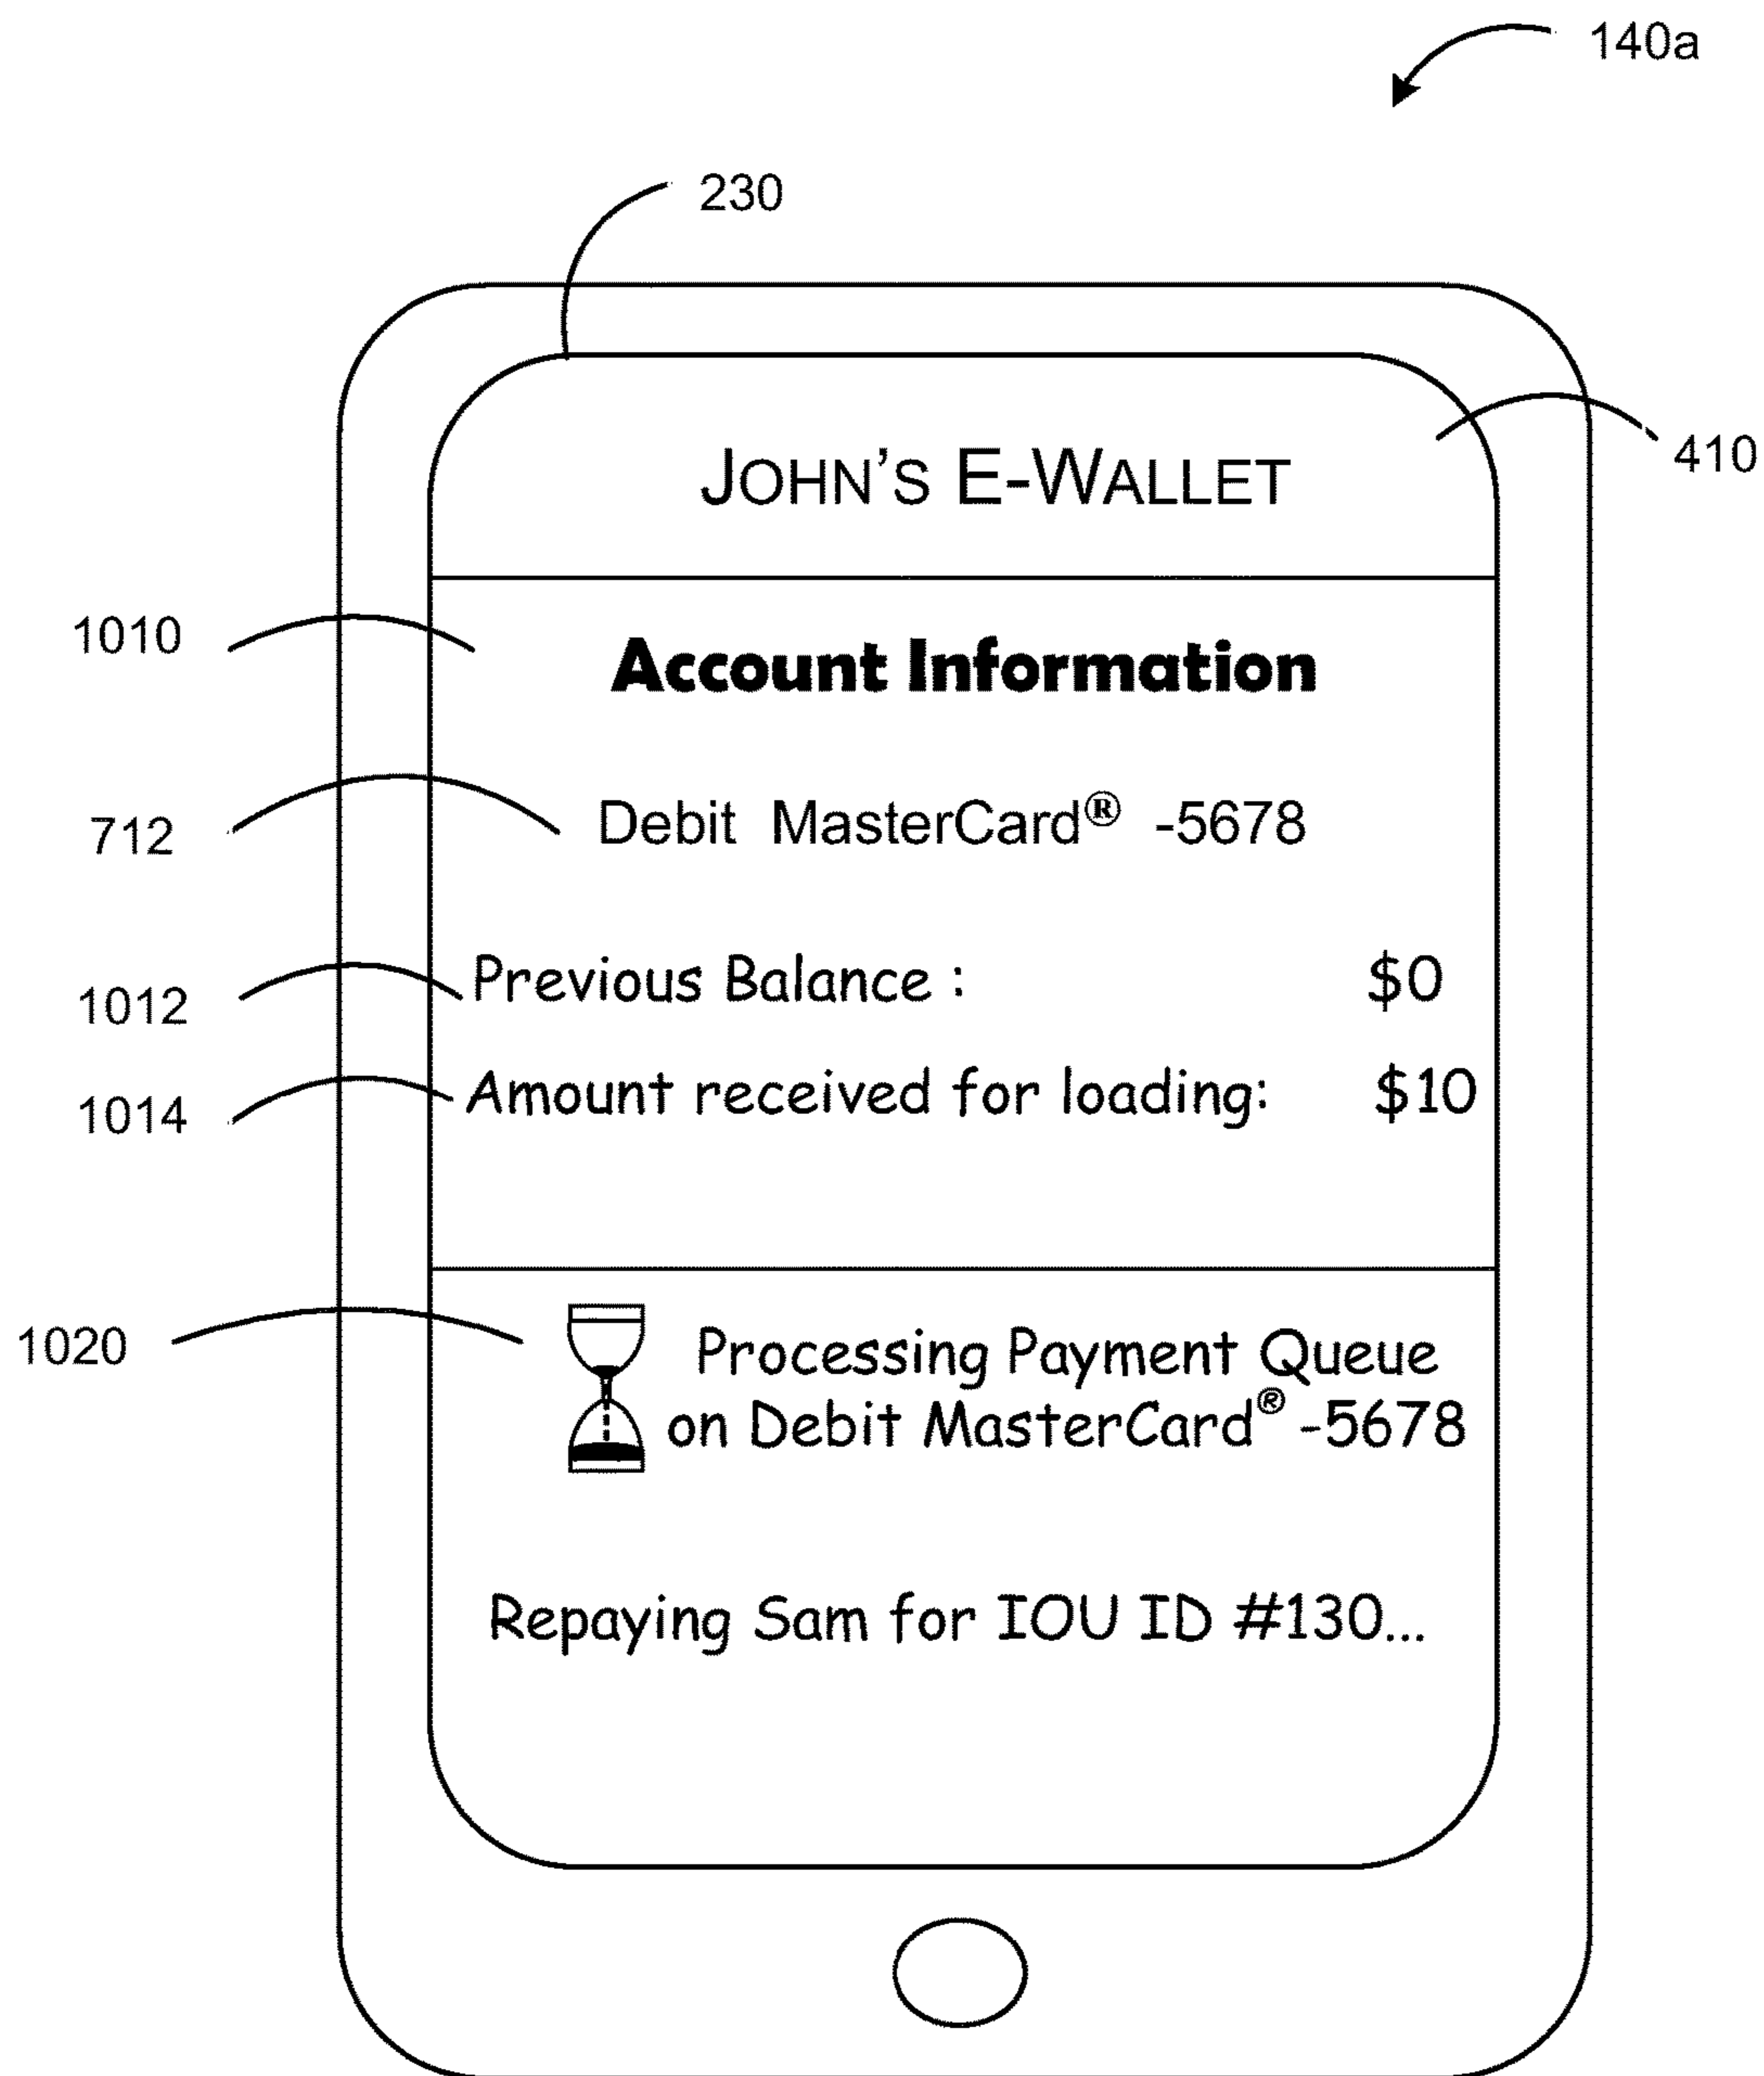 140a
230
JOHN'S E-WALLET
410
1010
Account Information
712
Debit MasterCard® -5678
1012
Previous Balance : $0
1014
Amount received for loading: $10
1020
Processing Payment Queue
on Debit MasterCard® -5678
Repaying Sam for IOU ID #130...